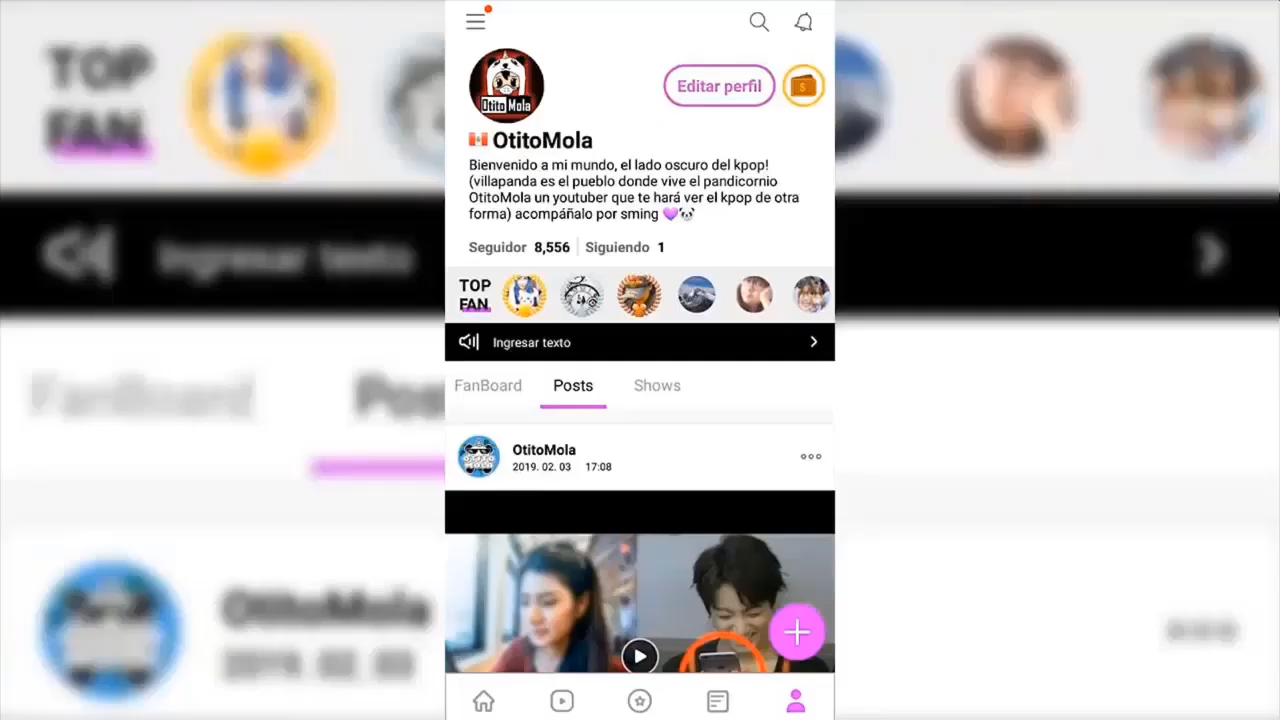 Editar perfil
Otito Mola
OtitoMola
Bienvenido a mi mundo, el lado oscuro del kpop!
(villapanda es el pueblo donde vive el pandicornio
OtitoMola un youtuber que te hará ver el kpop de otra
forma) acompáñalo por sming 💜🐼
Seguidor 8,556 Siguiendo 1
TOP
FAN
Ingresar texto
FanBoard Posts Shows
OtitoMola
2019. 02. 03 17:08